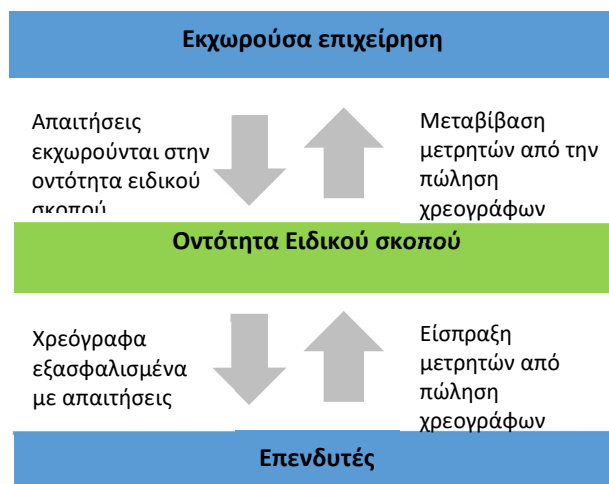 Εκχωρούσα επιχείρηση
Απαιτήσεις
εκχωρούνται στην
οντότητα ειδικού
σκοπού
Μεταβίβαση
μετρητών από την
πώληση
χρεογράφων
Οντότητα Ειδικού σκοπού
Χρεόγραφα
εξασφαλισμένα
με απαιτήσεις
Είσπραξη
μετρητών από
πώληση
χρεογράφων
Επενδυτές